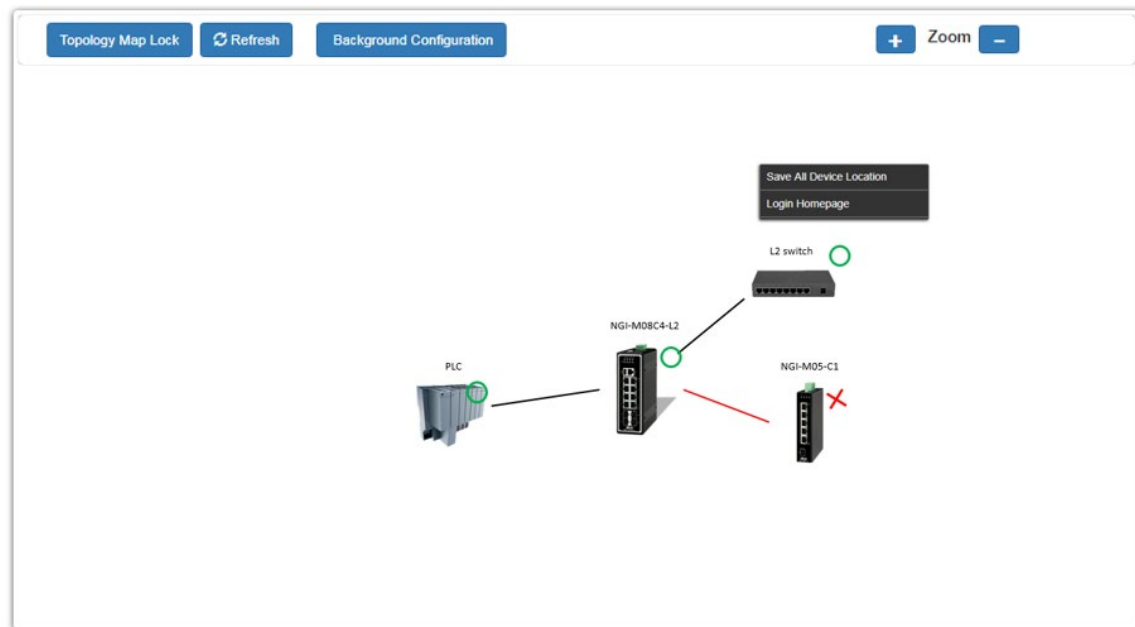 Topology Map Lock
Refresh
Background Configuration
+ Zoom −
Save All Device Location
Login Homepage
L2 switch
NGI-M08C4-L2
PLC
NGI-M05-C1